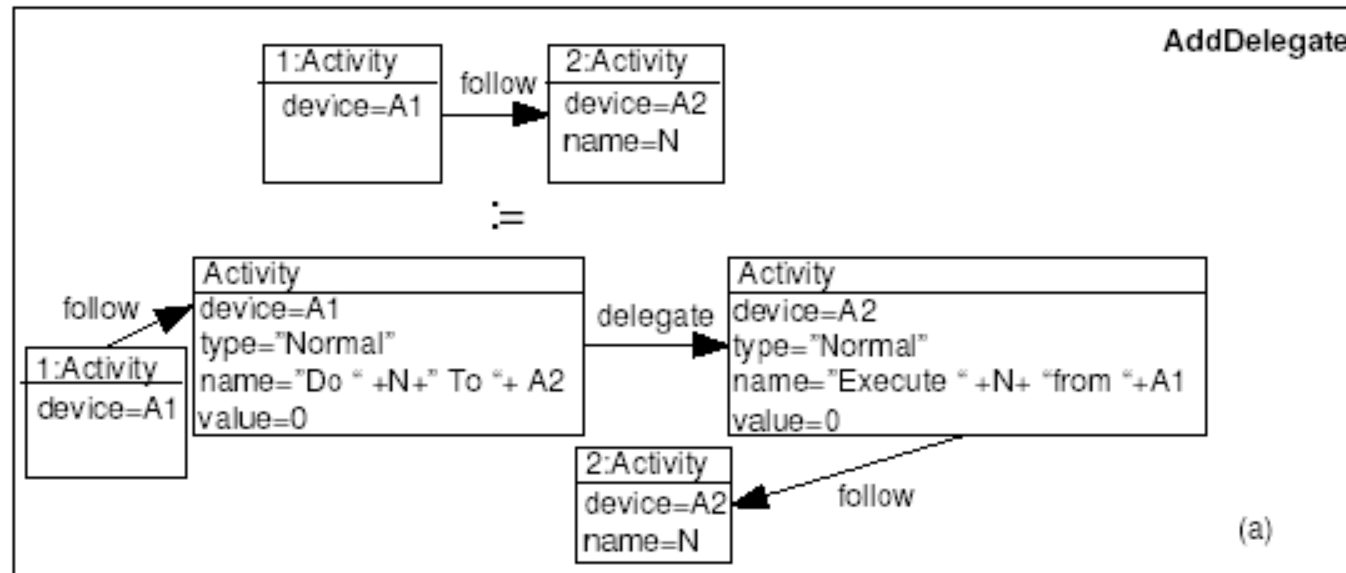 AddDelegate
1:Activity
device=A1
follow
2:Activity
device=A2
name=N
:=
follow
1:Activity
device=A1
Activity
device=A1
type=”Normal”
name=”Do “ +N+” To “+ A2
value=0
delegate
Activity
device=A2
type=”Normal”
name=”Execute “ +N+ “from “+A1
value=0
follow
2:Activity
device=A2
name=N
(a)